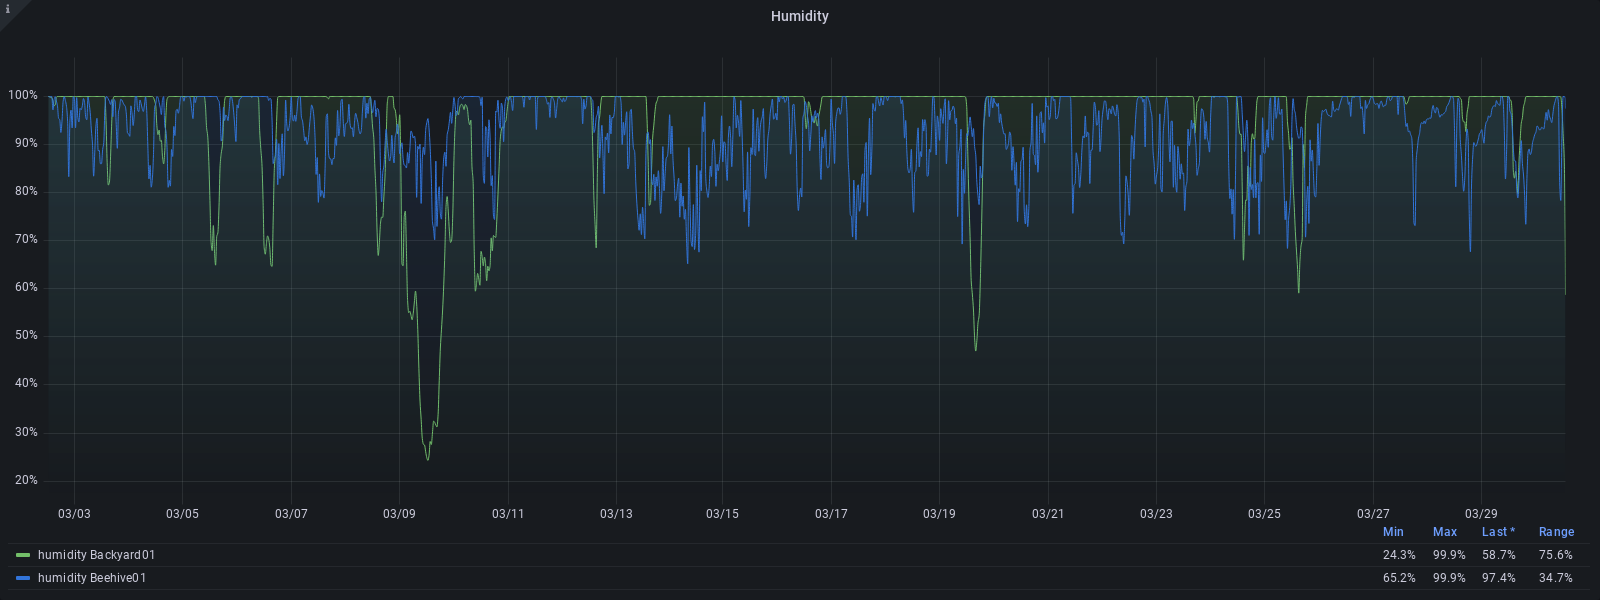 i
Humidity
100%
90%
80%
70%
60%
50%
40%
30%
20%
03/03 03/05 03/07 03/09 03/11 03/13 03/15 03/17 03/19 03/21 03/23 03/25 03/27 03/29
Min Max Last * Range
humidity Backyard01 24.3% 99.9% 58.7% 75.6%
humidity Beehive01 65.2% 99.9% 97.4% 34.7%